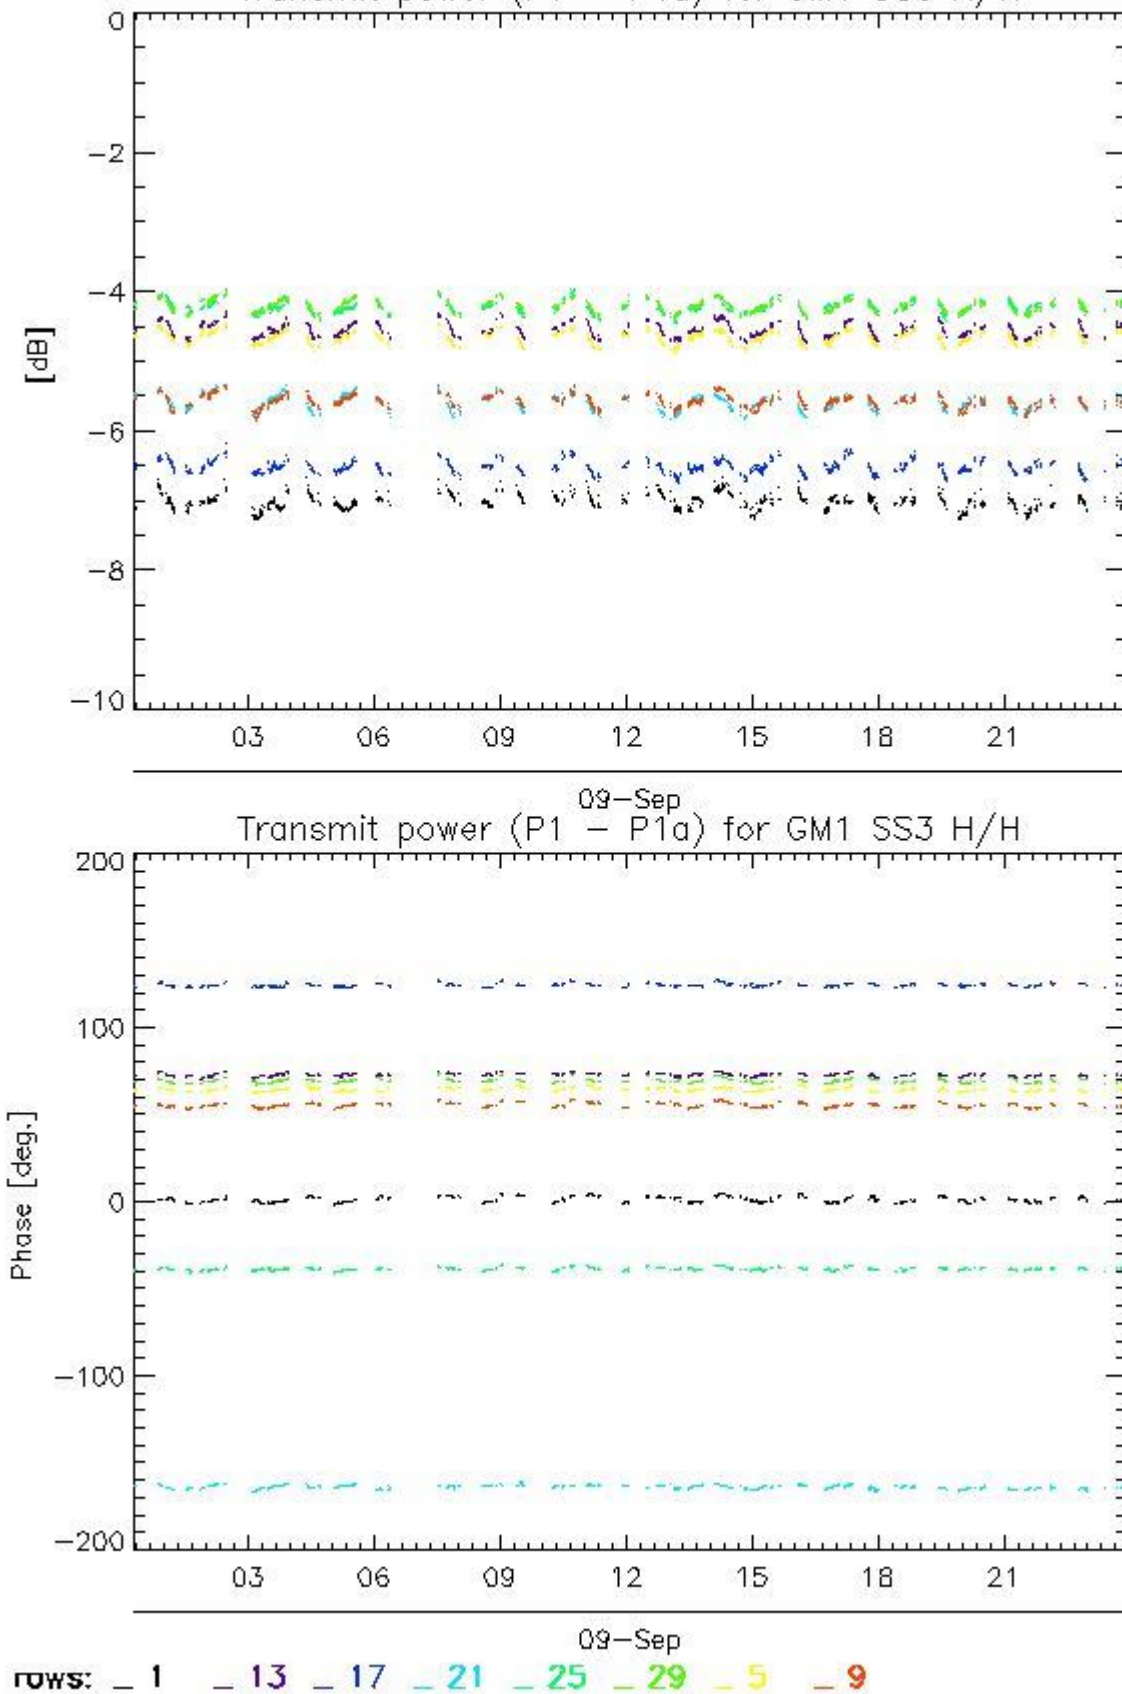 0
−2
−4
[dB]
−6
−8
−10
03 06 09 12 15 18 21
09−Sep
Transmit power (P1 − P1a) for GM1 SS3 H/H
200
100
Phase [deg.]
0
−100
−200
03 06 09 12 15 18 21
09−Sep
rows: _ 1 _ 13 _ 17 _ 21 _ 25 _ 29 _ 5 _ 9